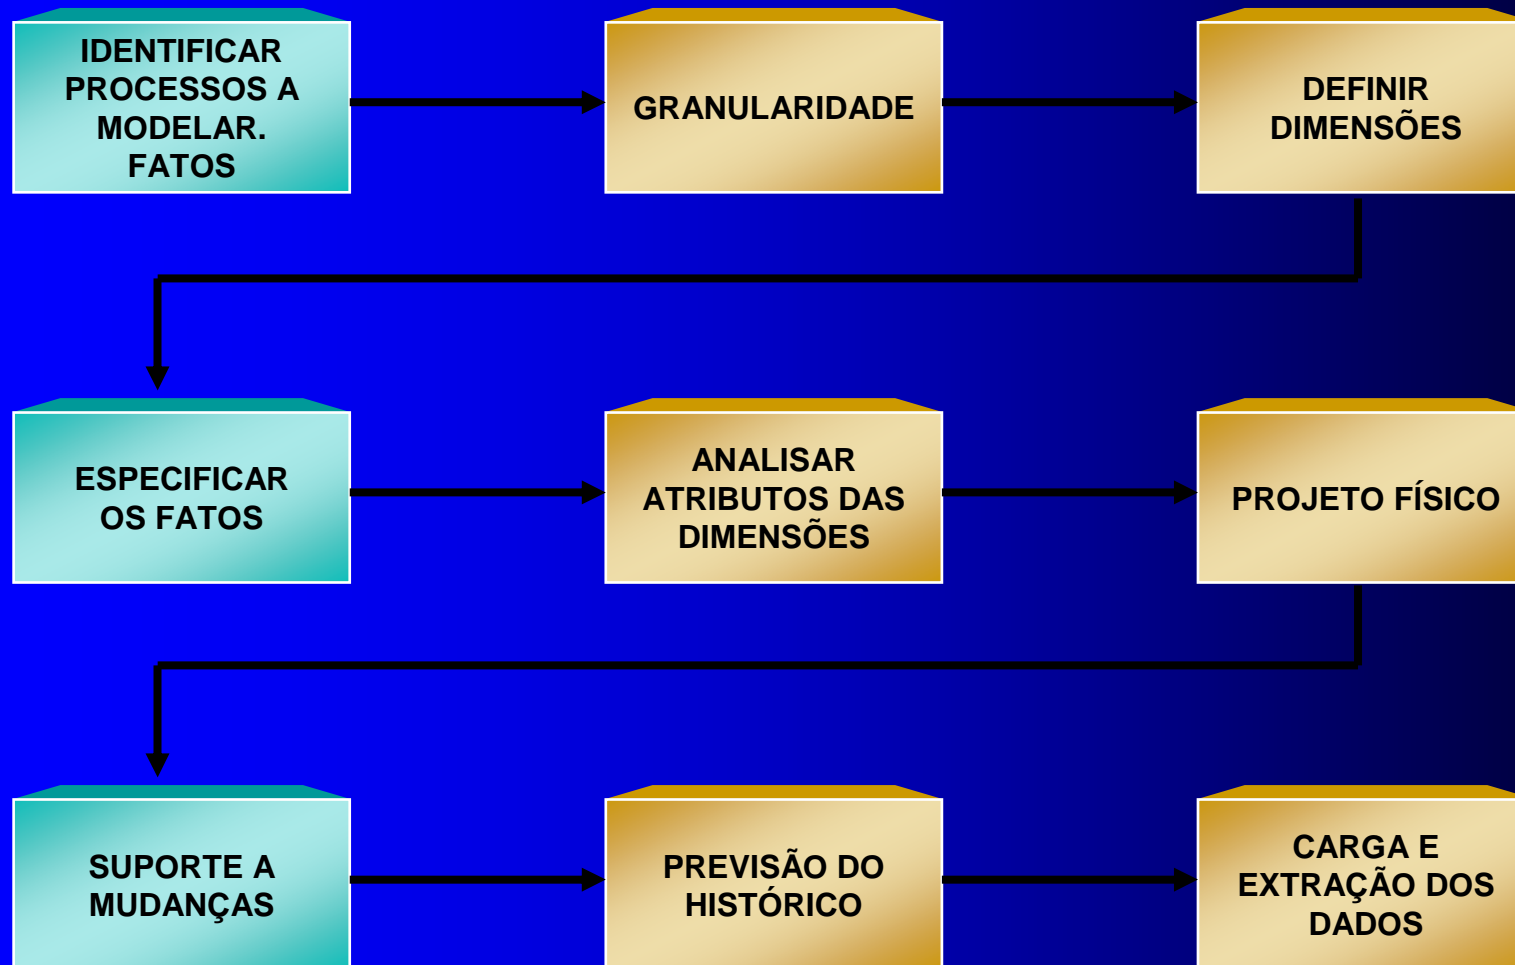 IDENTIFICAR
PROCESSOS A
MODELAR.
FATOS
GRANULARIDADE
DEFINIR
DIMENSÕES
ESPECIFICAR
OS FATOS
ANALISAR
ATRIBUTOS DAS
DIMENSÕES
PROJETO FÍSICO
SUPORTE A
MUDANÇAS
PREVISÃO DO
HISTÓRICO
CARGA E
EXTRAÇÃO DOS
DADOS